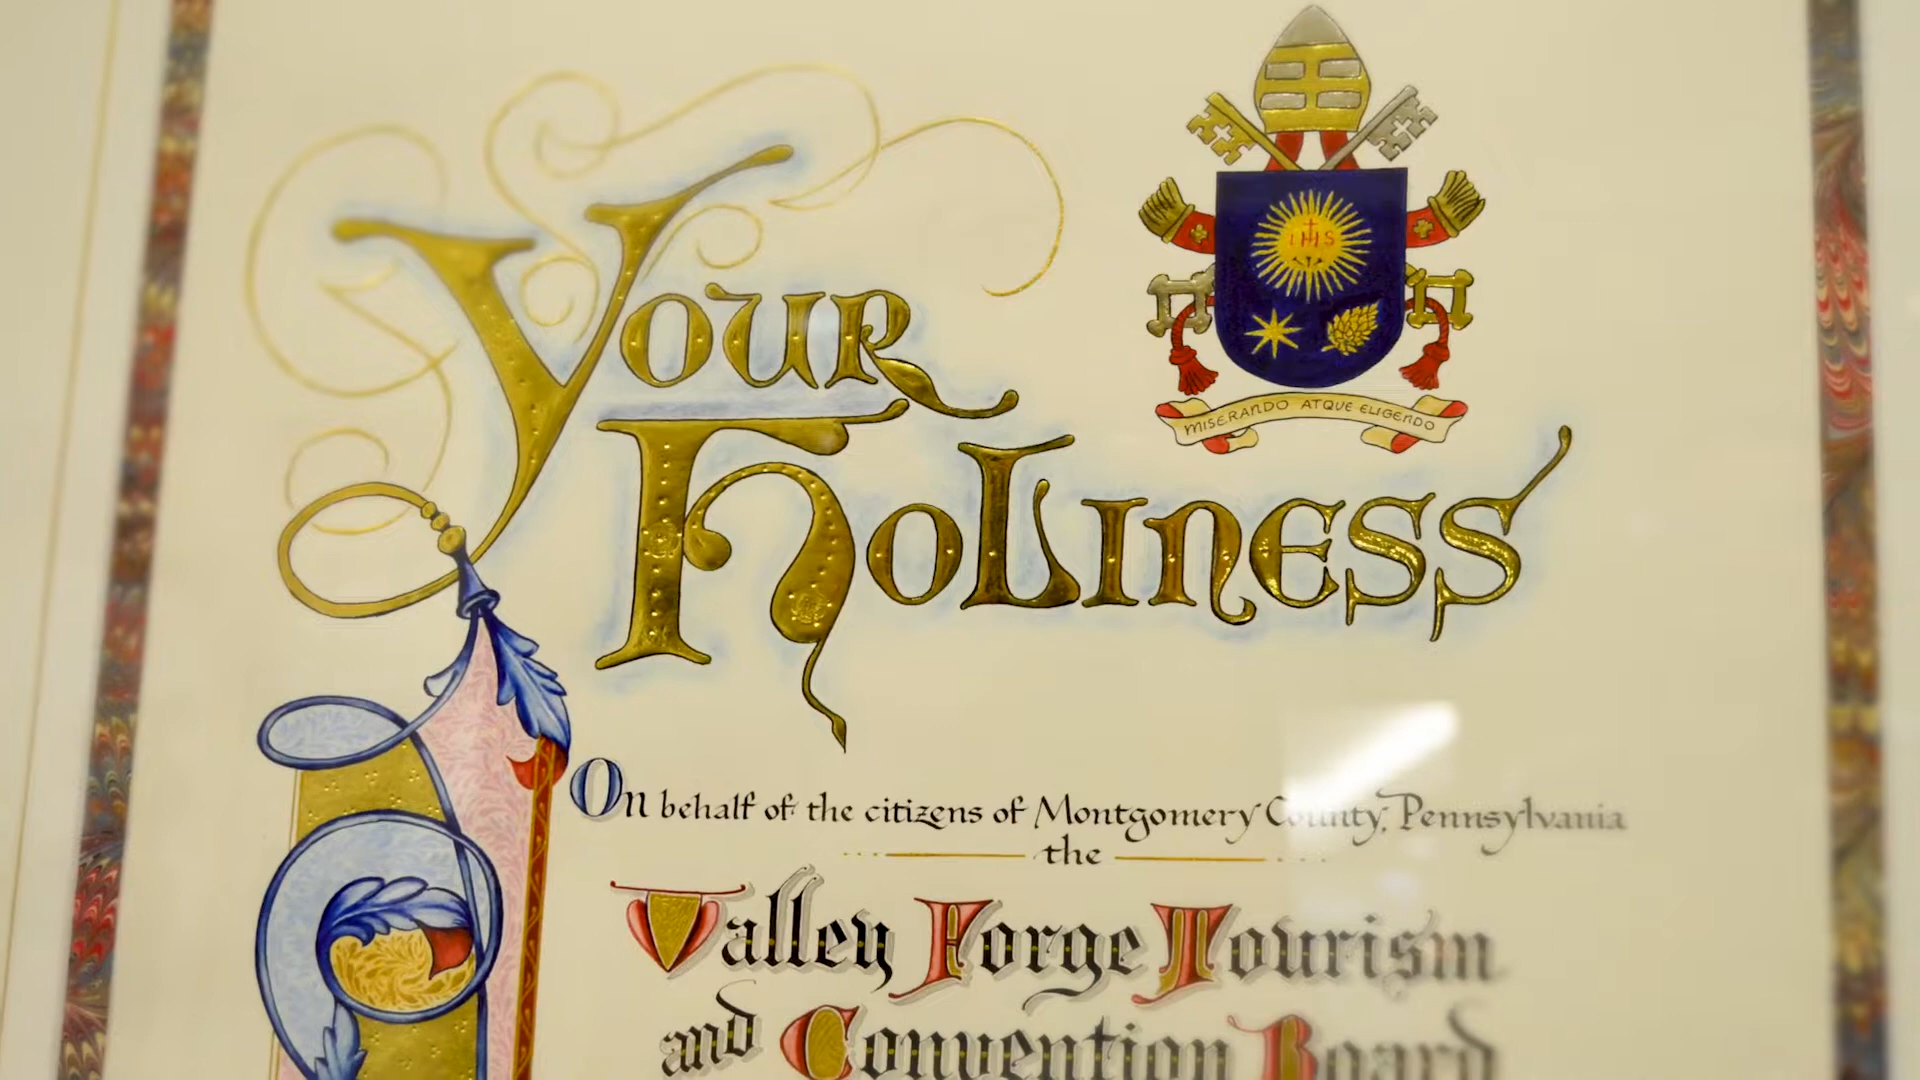 IHS
MISERANDO ATQUE ELIGENDO
Your
Holiness
On behalf of the citizens of Montgomery County, Pennsylvania
the
Valley Forge Tourism
and Convention Board